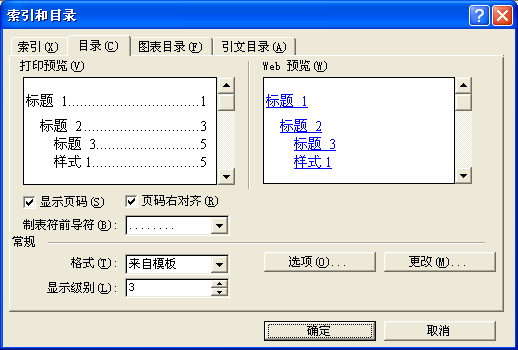 索引和目录
索引(X) 目录(C) 图表目录(F) 引文目录(A)
打印预览(V) Web 预览(W)
标题 1..............................1 标题 1
标题 2..........................3 标题 2
标题 3.......................5 标题 3
样式1........................5 样式1
显示页码(S) 页码右对齐(R)
制表符前导符(B): ........
常规
格式(T): 来自模板 选项(O)... 更改(M)...
显示级别(L): 3
确定 取消